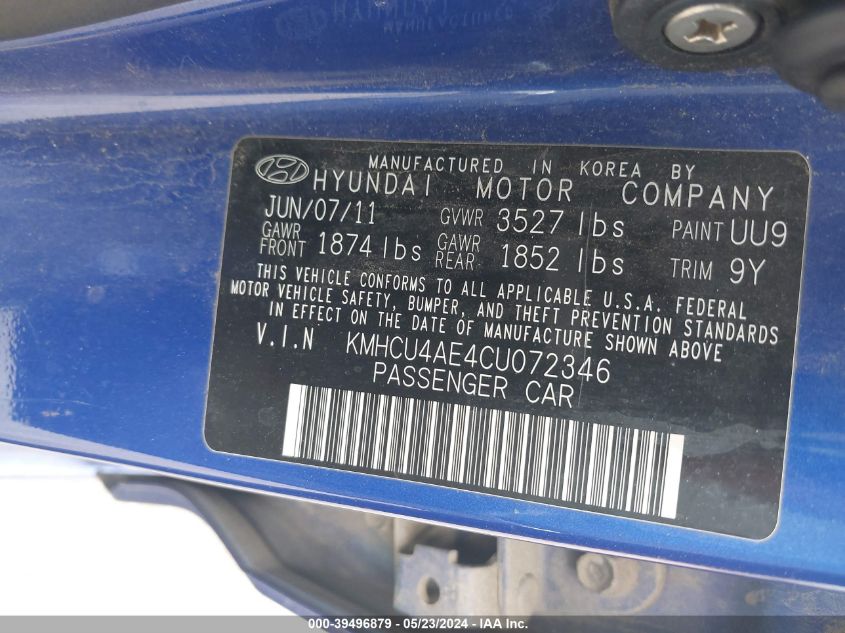 MANUFACTURED IN KOREA BY
HYUNDAI MOTOR COMPANY
JUN/07/11 GVWR 3527 lbs PAINT UU9
GAWR FRONT 1874 lbs GAWR REAR 1852 lbs TRIM 9Y
THIS VEHICLE CONFORMS TO ALL APPLICABLE U.S.A. FEDERAL
MOTOR VEHICLE SAFETY, BUMPER, AND THEFT PREVENTION STANDARDS
IN EFFECT ON THE DATE OF MANUFACTURE SHOWN ABOVE
V.I.N KMHCU4AE4CU072346
PASSENGER CAR
000-39496879 - 05/23/2024 - IAA Inc.